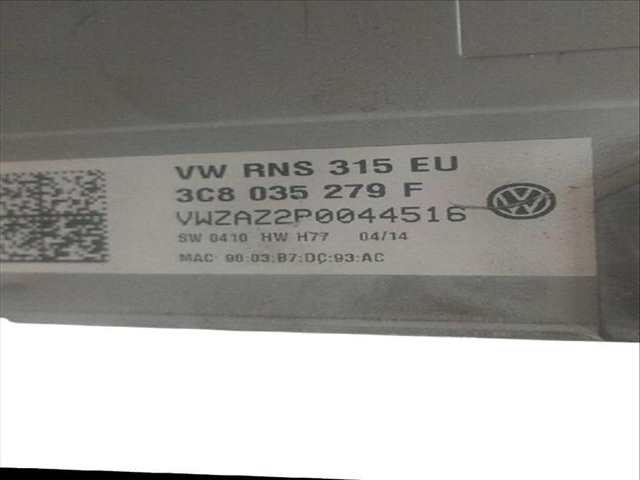 VW RNS 315 EU
3C8 035 279 F
VWZAZ2P0044516
SW 0410 HW H77 04/14
MAC: 90:03:B7:DC:93:AC